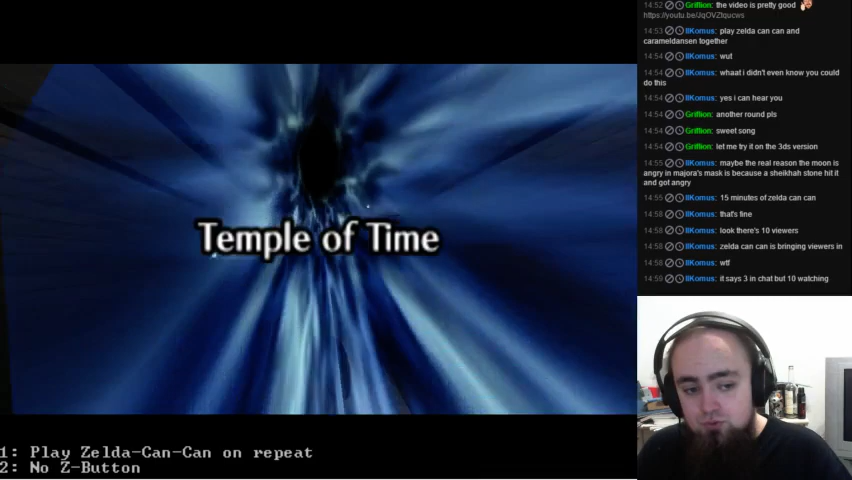 14:52 Griffion: the video is pretty good
https://youtu.be/JqOVZtqucws
14:53 IIKomus: play zelda can can and
carameldansen together
14:54 IIKomus: wut
14:54 IIKomus: whaat i didn't even know you could
do this
14:54 IIKomus: yes i can hear you
14:54 Griffion: another round pls
14:54 Griffion: sweet song
14:54 Griffion: let me try it on the 3ds version
14:55 IIKomus: maybe the real reason the moon is
angry in majora's mask is because a sheikhah stone hit it
and got angry
14:55 IIKomus: 15 minutes of zelda can can
14:58 IIKomus: that's fine
14:58 IIKomus: look there's 10 viewers
14:58 IIKomus: zelda can can is bringing viewers in
14:58 IIKomus: wtf
14:59 IIKomus: it says 3 in chat but 10 watching
Temple of Time
1: Play Zelda-Can-Can on repeat
2: No Z-Button